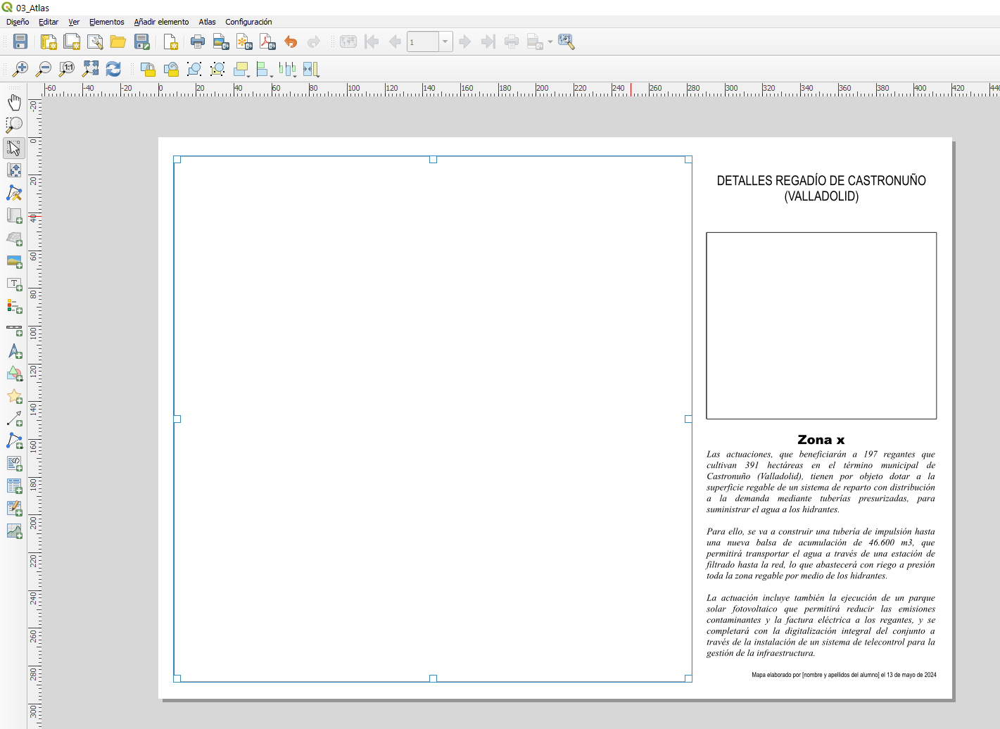 03_Atlas
Diseño Editar Ver Elementos Añadir elemento Atlas Configuración
1
1:1
-60 -40 -20 0 20 40 60 80 100 120 140 160 180 200 220 240 260 280 300 320 340 360 380 400 420 440
-20
0
20
40
60
80
100
120
140
160
180
200
220
240
260
280
300
DETALLES REGADÍO DE CASTRONUÑO
(VALLADOLID)
Zona x
Las actuaciones, que beneficiarán a 197 regantes que
cultivan 391 hectáreas en el término municipal de
Castronuño (Valladolid), tienen por objeto dotar a la
superficie regable de un sistema de reparto con distribución
a la demanda mediante tuberías presurizadas, para
suministrar el agua a los hidrantes.
Para ello, se va a construir una tubería de impulsión hasta
una nueva balsa de acumulación de 46.600 m3, que
permitirá transportar el agua a través de una estación de
filtrado hasta la red, lo que abastecerá con riego a presión
toda la zona regable por medio de los hidrantes.
La actuación incluye también la ejecución de un parque
solar fotovoltaico que permitirá reducir las emisiones
contaminantes y la factura eléctrica a los regantes, y se
completará con la digitalización integral del conjunto a
través de la instalación de un sistema de telecontrol para la
gestión de la infraestructura.
Mapa elaborado por [nombre y apellidos del alumno] el 13 de mayo de 2024